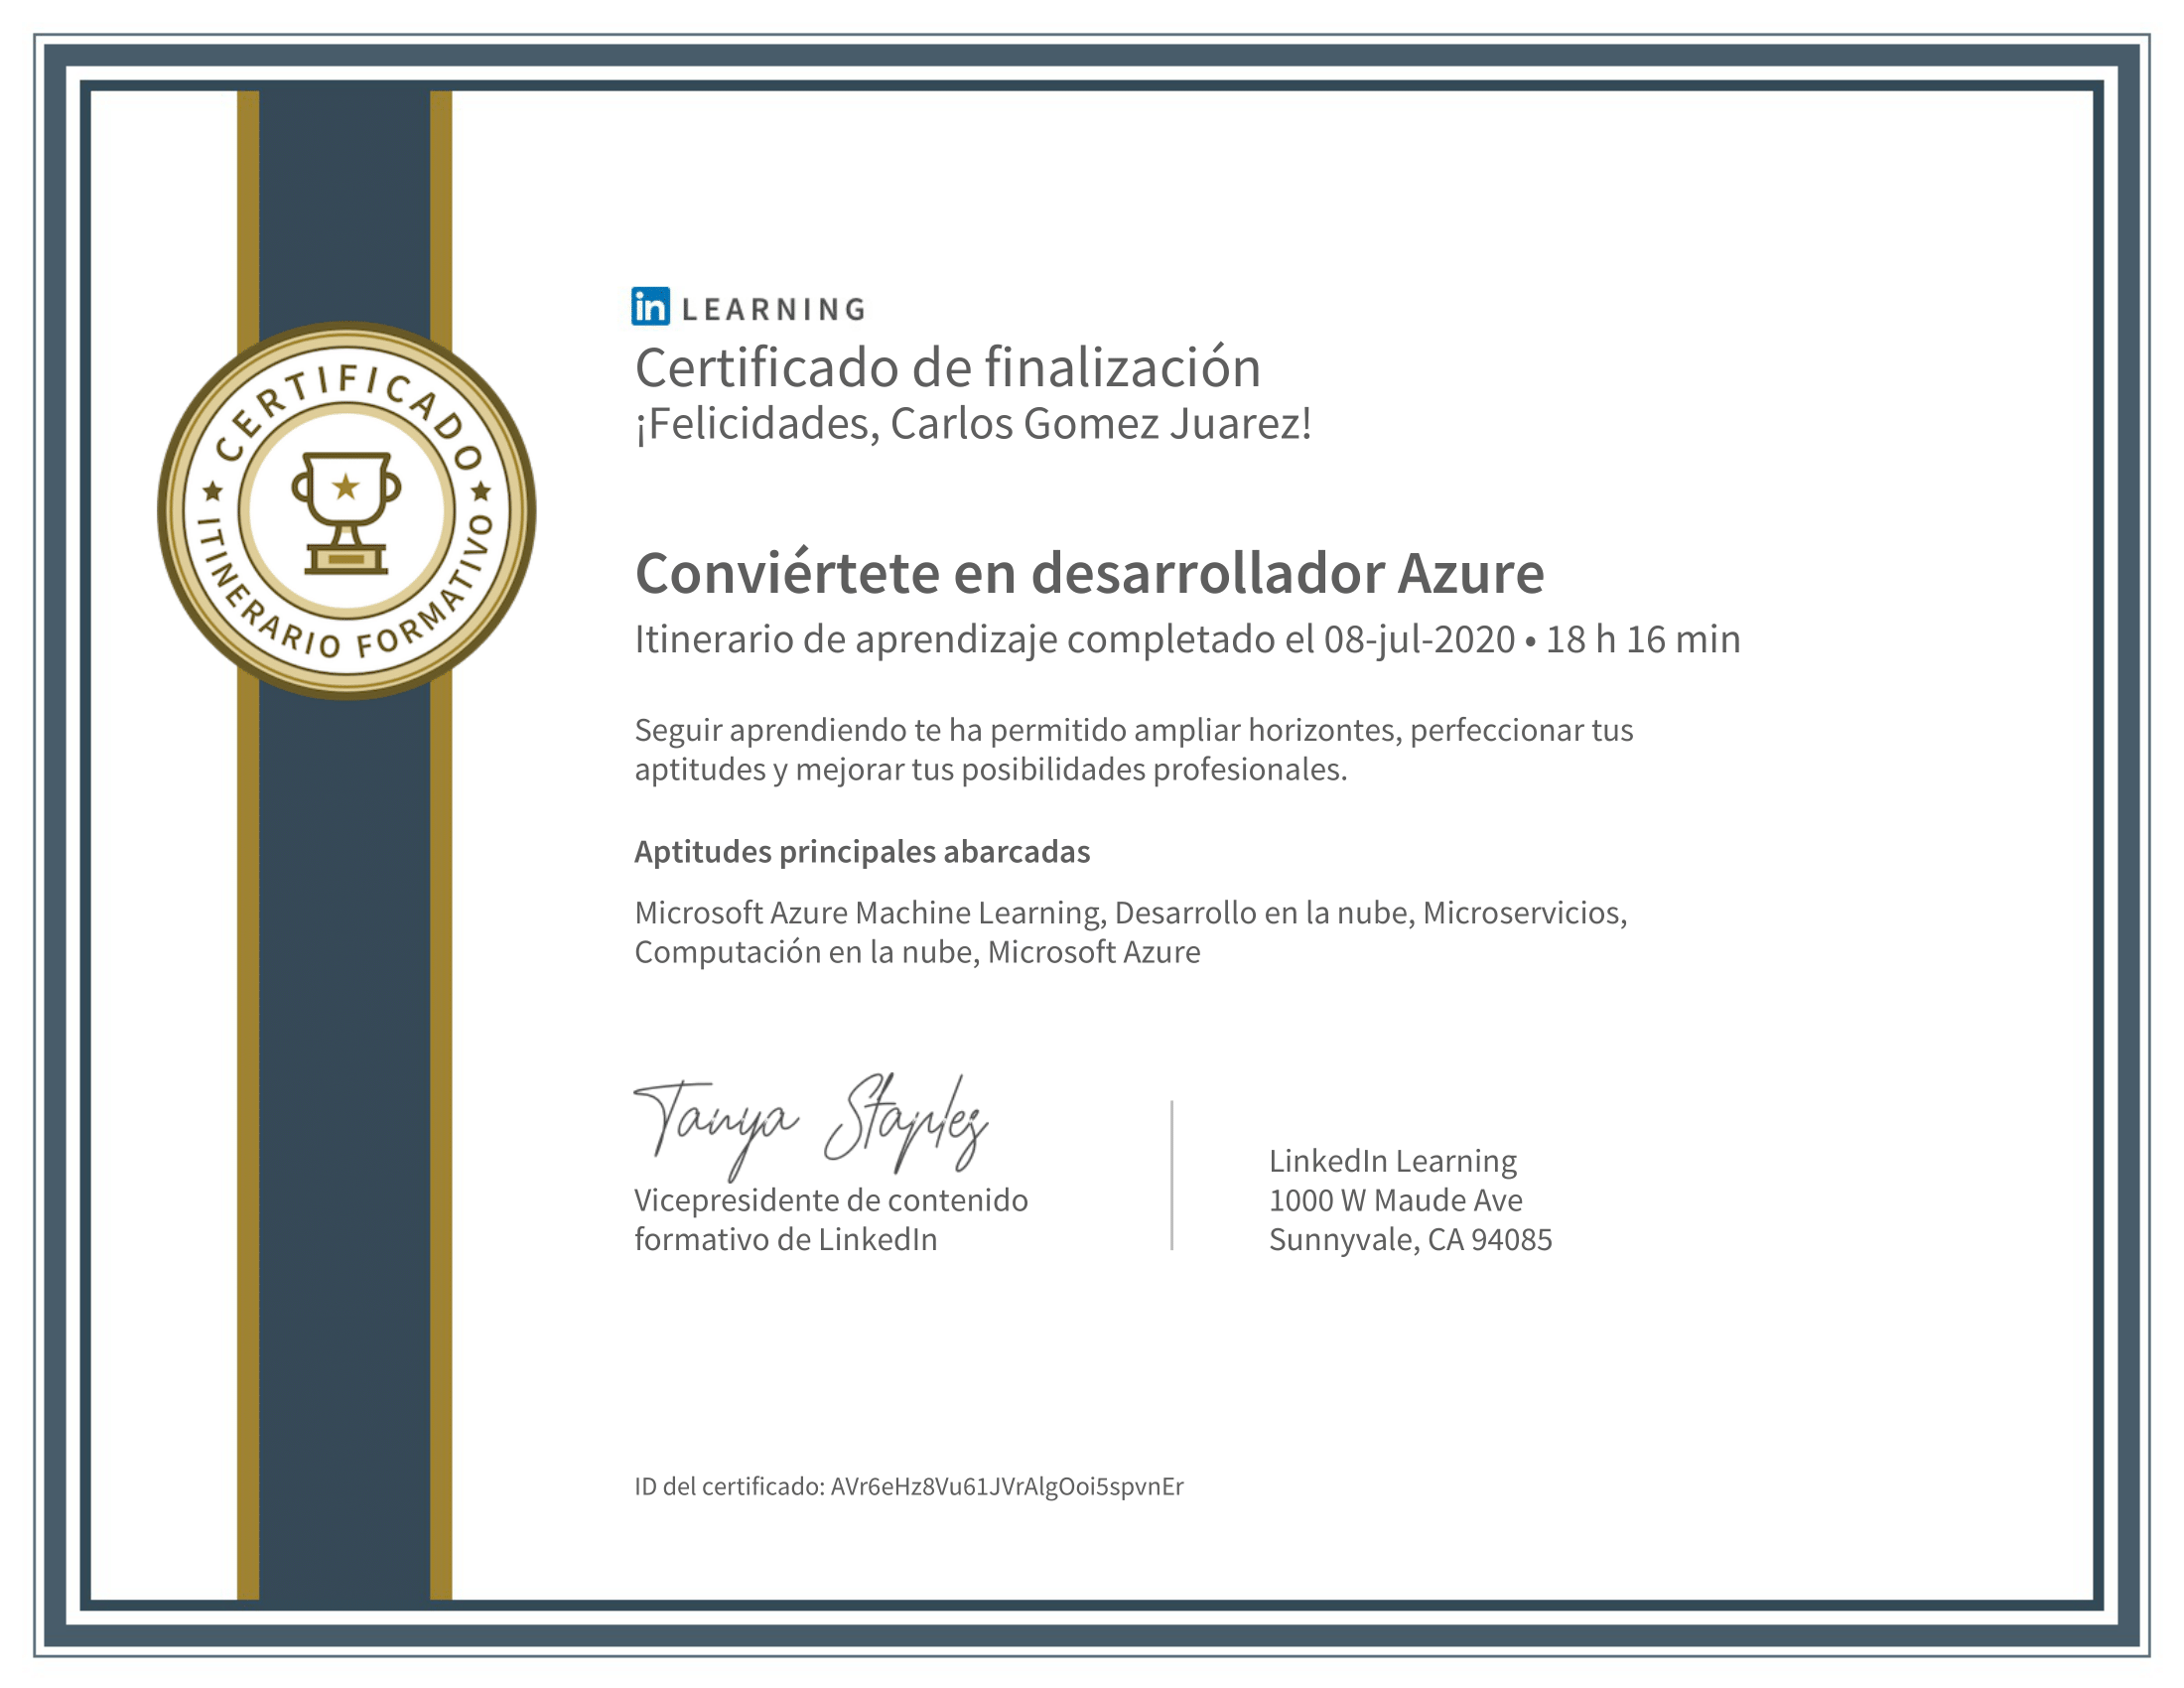 CERTIFICADO
ITINERARIO FORMATIVO
in LEARNING
Certificado de finalización
¡Felicidades, Carlos Gomez Juarez!
Conviértete en desarrollador Azure
Itinerario de aprendizaje completado el 08-jul-2020 • 18 h 16 min
Seguir aprendiendo te ha permitido ampliar horizontes, perfeccionar tus
aptitudes y mejorar tus posibilidades profesionales.
Aptitudes principales abarcadas
Microsoft Azure Machine Learning, Desarrollo en la nube, Microservicios,
Computación en la nube, Microsoft Azure
Tanya Staples
Vicepresidente de contenido
formativo de LinkedIn
LinkedIn Learning
1000 W Maude Ave
Sunnyvale, CA 94085
ID del certificado: AVr6eHz8Vu61JVrAlgOoi5spvnEr